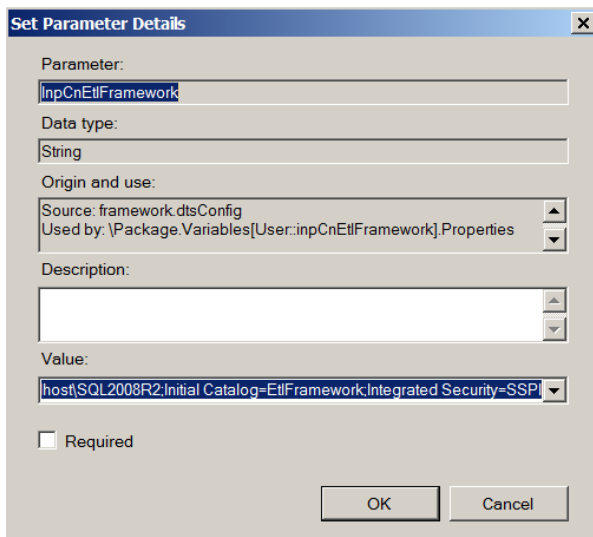 Set Parameter Details
Parameter:
InpCnEtlFramework
Data type:
String
Origin and use:
Source: framework.dtsConfig
Used by: \Package.Variables[User::inpCnEtlFramework].Properties
Description:
Value:
host\SQL2008R2;Initial Catalog=EtlFramework;Integrated Security=SSPI
Required
OK Cancel